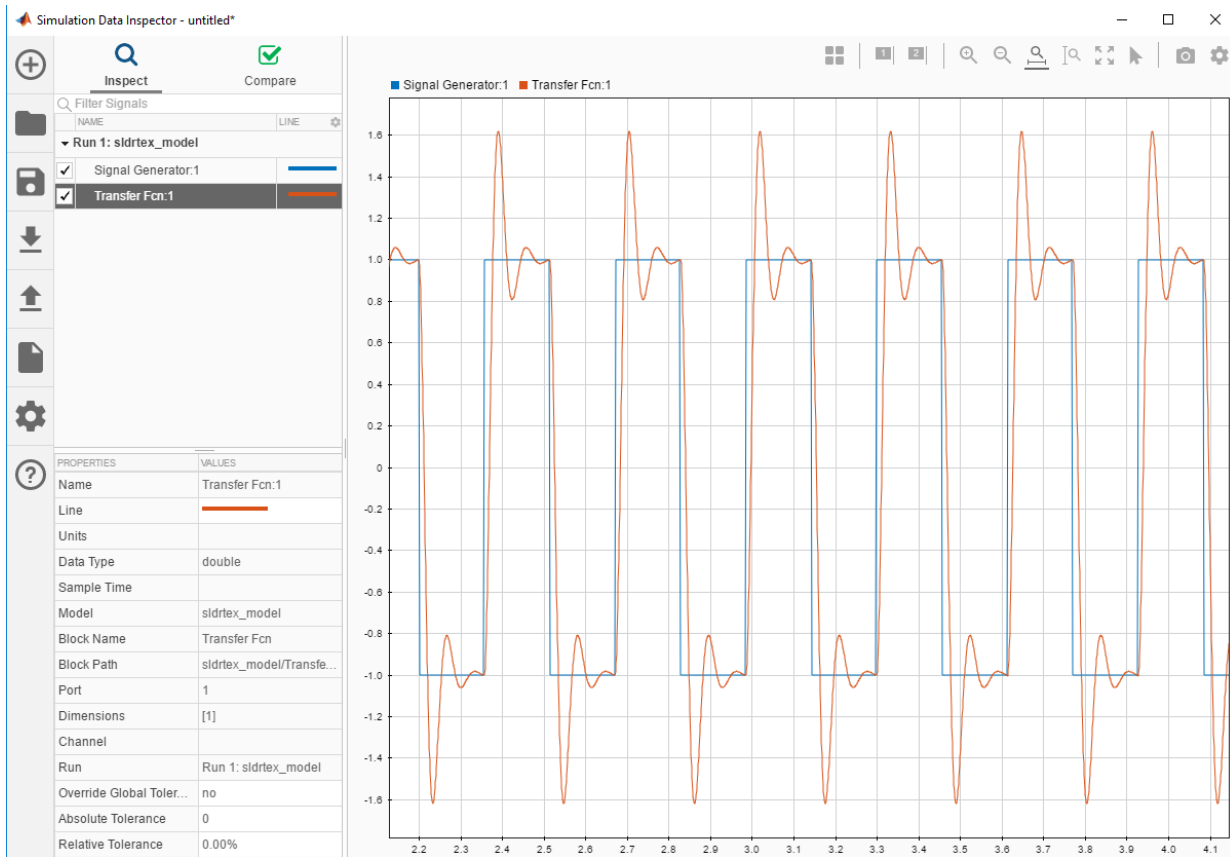 Simulation Data Inspector - untitled*
Inspect
Compare
Filter Signals
NAME LINE
Run 1: sldrtex_model
Signal Generator:1
Transfer Fcn:1
PROPERTIES VALUES
Name Transfer Fcn:1
Line
Units
Data Type double
Sample Time
Model sldrtex_model
Block Name Transfer Fcn
Block Path sldrtex_model/Transfe...
Port 1
Dimensions [1]
Channel
Run Run 1: sldrtex_model
Override Global Toler... no
Absolute Tolerance 0
Relative Tolerance 0.00%
1 2
Signal Generator:1 Transfer Fcn:1
1.6
1.4
1.2
1.0
0.8
0.6
0.4
0.2
0
-0.2
-0.4
-0.6
-0.8
-1.0
-1.2
-1.4
-1.6
2.2 2.3 2.4 2.5 2.6 2.7 2.8 2.9 3.0 3.1 3.2 3.3 3.4 3.5 3.6 3.7 3.8 3.9 4.0 4.1